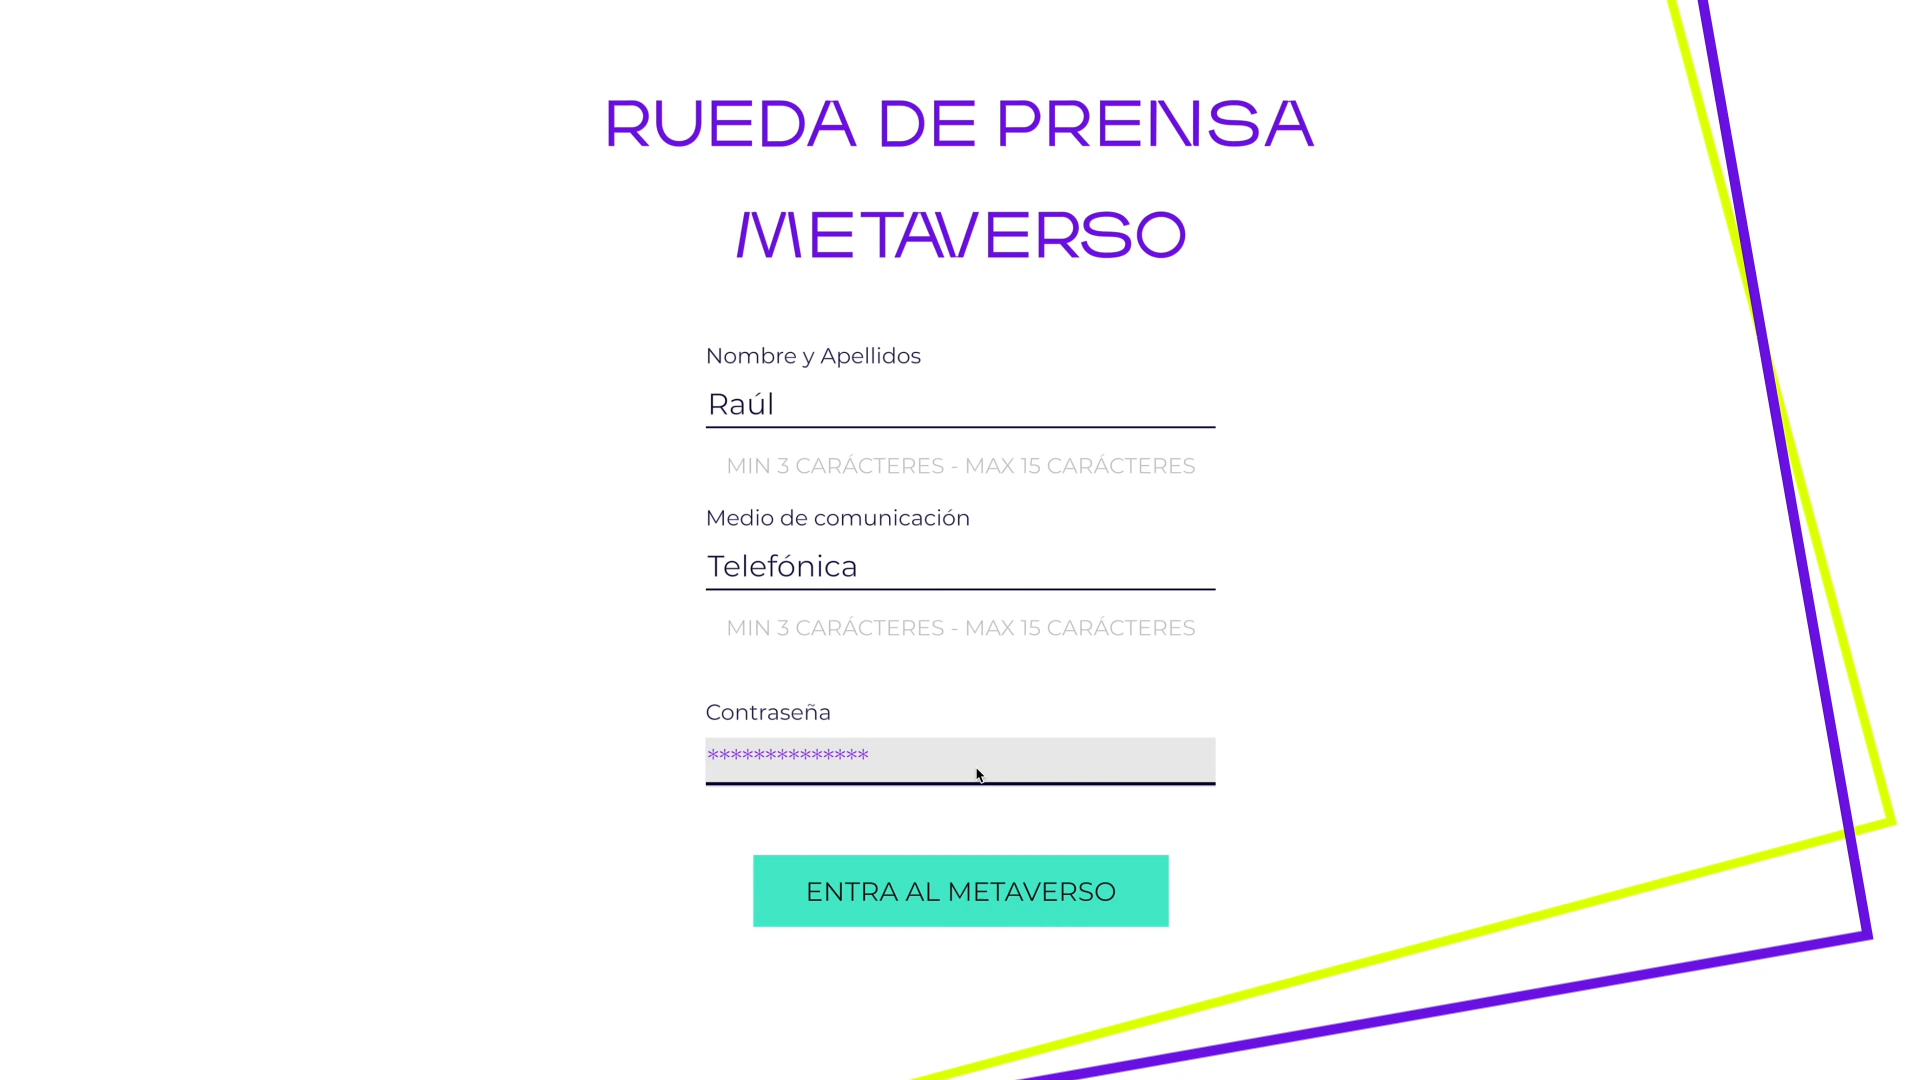 RUEDA DE PRENSA
METAVERSO
Nombre y Apellidos
Raúl
MIN 3 CARÁCTERES - MAX 15 CARÁCTERES
Medio de comunicación
Telefónica
MIN 3 CARÁCTERES - MAX 15 CARÁCTERES
Contraseña
**************
ENTRA AL METAVERSO